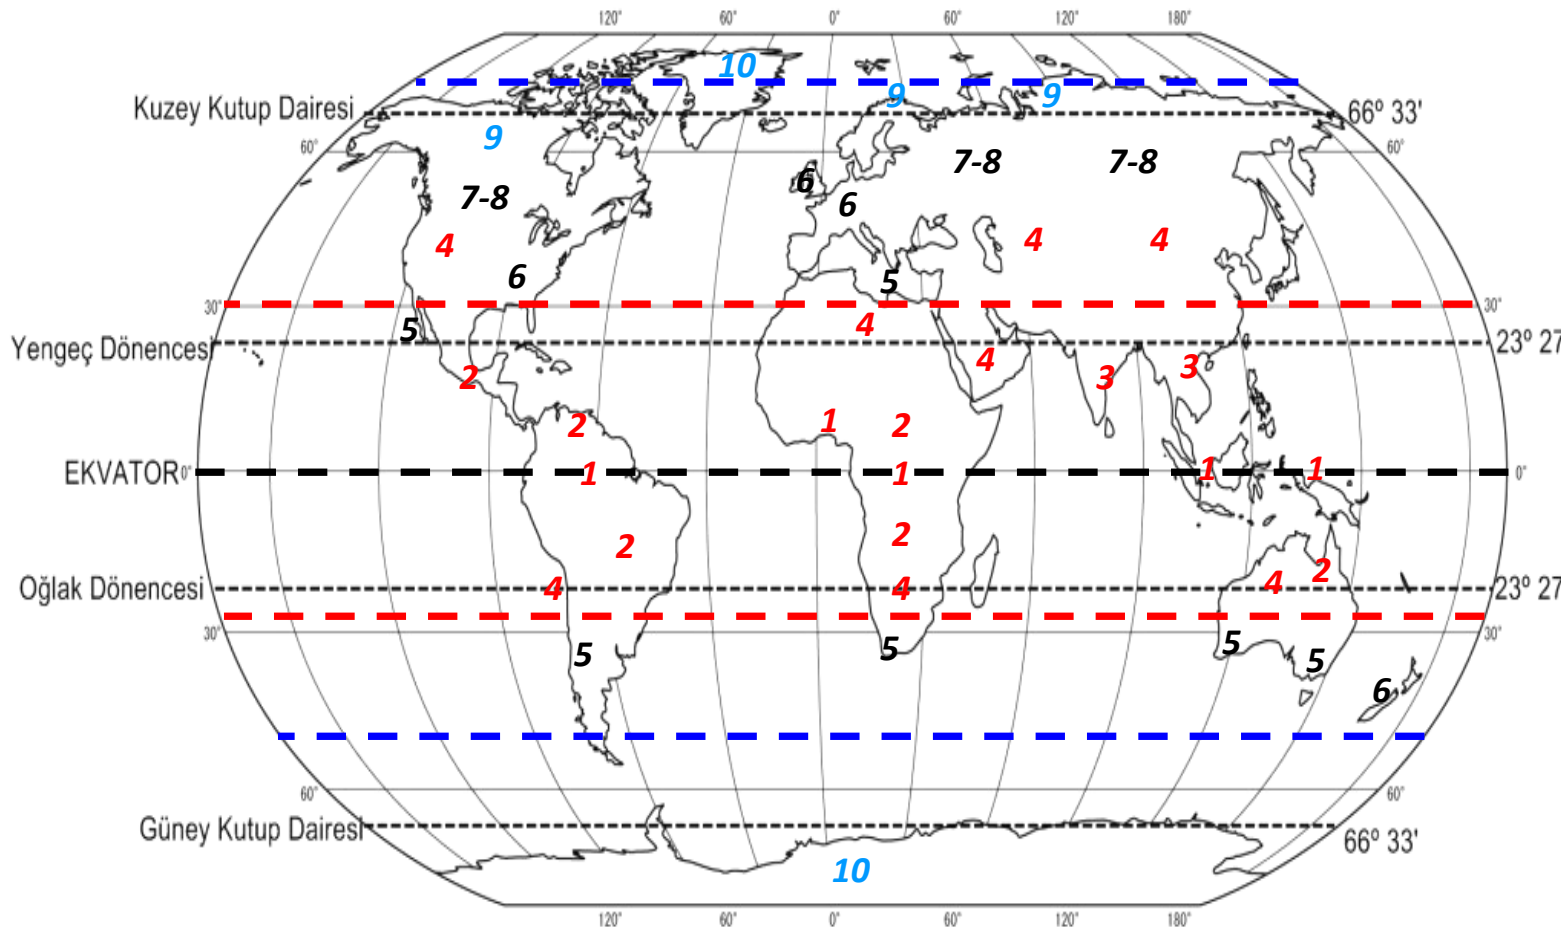 120° 60° 0° 60° 120° 180°
10
9 9
Kuzey Kutup Dairesi 66º 33'
9
60° 60°
7-8 7-8
6
7-8 6
4 4 4
6 5
30° 30°
4
5
Yengeç Dönencesi 23º 27
4 3
2 3
1
2 2
EKVATOR 0° 1 1 1 1 0°
2
2
2
4
Oğlak Dönencesi 4 4 23º 27
30° 30°
5 5 5 5
6
60° 60°
Güney Kutup Dairesi 66º 33'
10
120° 60° 0° 60° 120° 180°